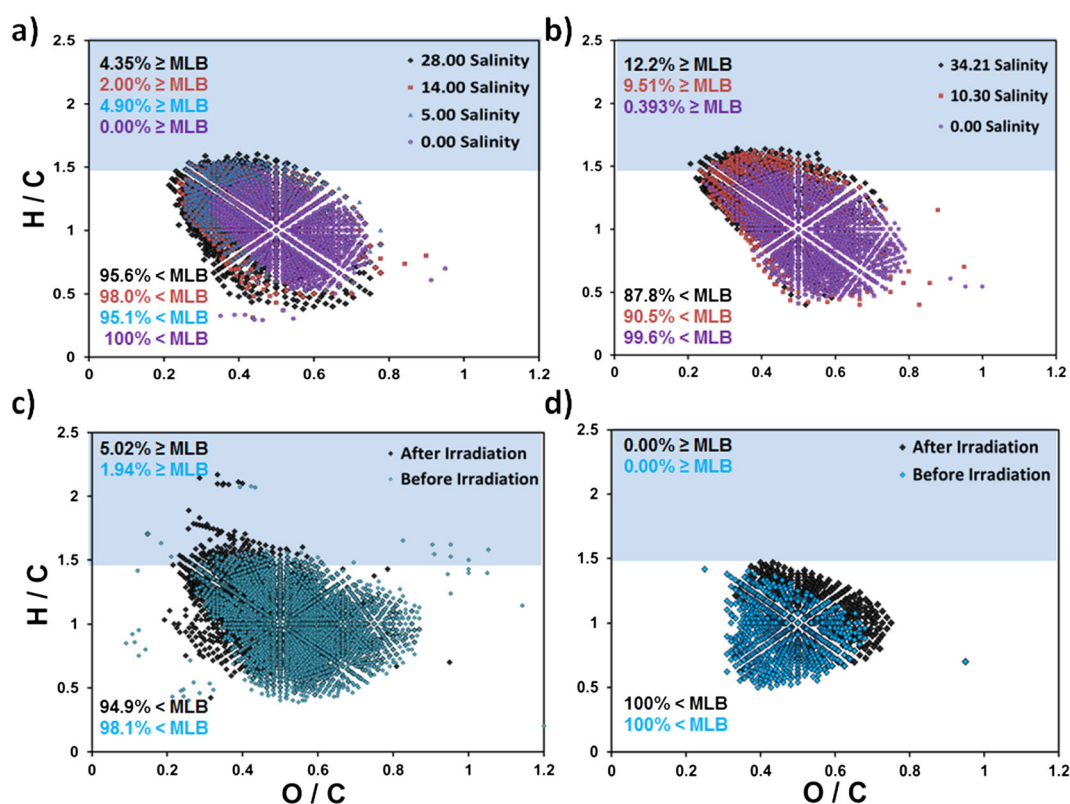 a)
H / C
2.5
2
1.5
1
0.5
0
4.35% ≥ MLB
2.00% ≥ MLB
4.90% ≥ MLB
0.00% ≥ MLB
28.00 Salinity
14.00 Salinity
5.00 Salinity
0.00 Salinity
95.6% < MLB
98.0% < MLB
95.1% < MLB
100% < MLB
0 0.2 0.4 0.6 0.8 1 1.2
b)
2.5
2
1.5
1
0.5
0
12.2% ≥ MLB
9.51% ≥ MLB
0.393% ≥ MLB
34.21 Salinity
10.30 Salinity
0.00 Salinity
87.8% < MLB
90.5% < MLB
99.6% < MLB
0 0.2 0.4 0.6 0.8 1 1.2
c)
H / C
2.5
2
1.5
1
0.5
0
5.02% ≥ MLB
1.94% ≥ MLB
After Irradiation
Before Irradiation
94.9% < MLB
98.1% < MLB
0 0.2 0.4 0.6 0.8 1 1.2
O / C
d)
2.5
2
1.5
1
0.5
0
0.00% ≥ MLB
0.00% ≥ MLB
After Irradiation
Before Irradiation
100% < MLB
100% < MLB
0 0.2 0.4 0.6 0.8 1 1.2
O / C